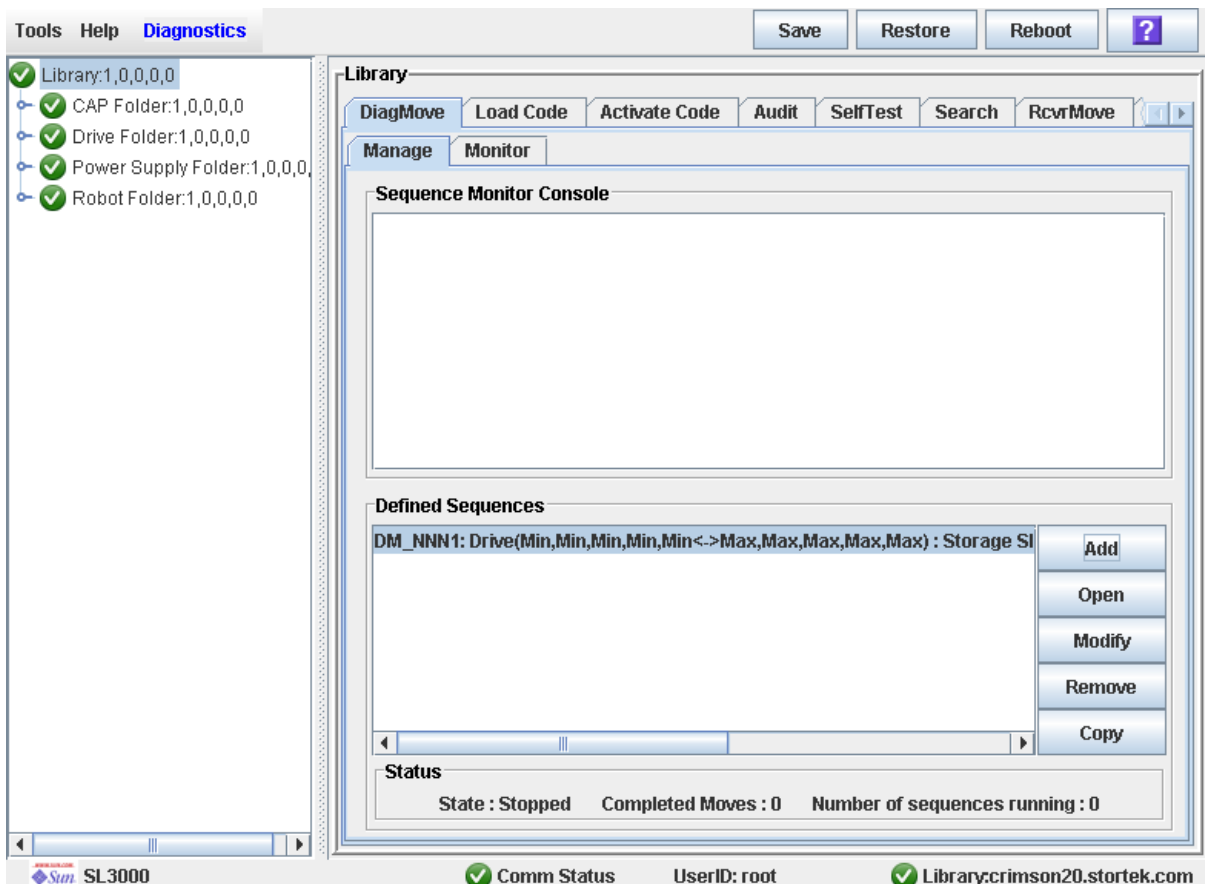 Tools Help Diagnostics
Save Restore Reboot ?
Library:1,0,0,0,0
CAP Folder:1,0,0,0,0
Drive Folder:1,0,0,0,0
Power Supply Folder:1,0,0,0,
Robot Folder:1,0,0,0,0
Library
DiagMove Load Code Activate Code Audit SelfTest Search RcvrMove
Manage Monitor
Sequence Monitor Console
Defined Sequences
DM_NNN1: Drive(Min,Min,Min,Min,Min<->Max,Max,Max,Max,Max) : Storage Sl
Add
Open
Modify
Remove
Copy
Status
State : Stopped Completed Moves : 0 Number of sequences running : 0
Sun SL3000 Comm Status UserID: root Library:crimson20.stortek.com